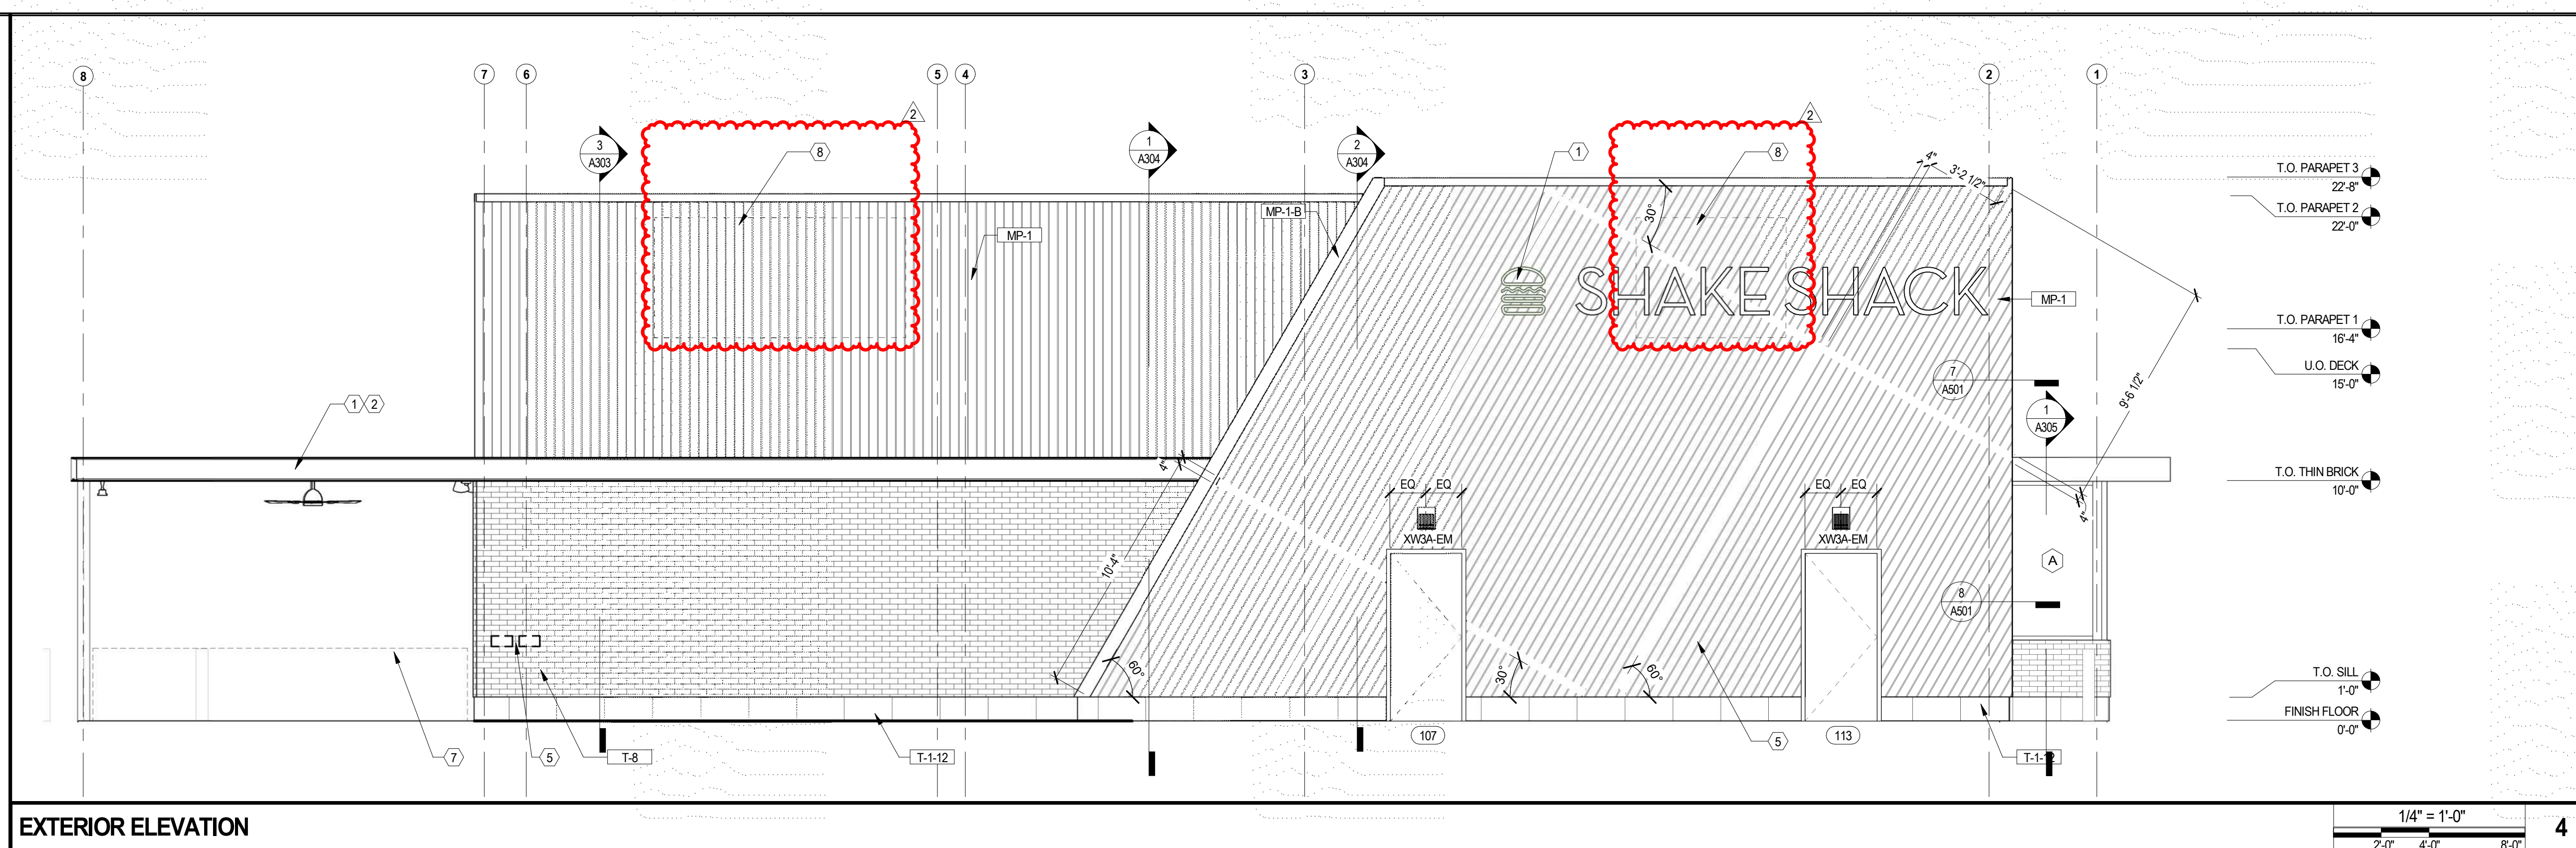 8
7
6
5
4
3
2
1
2
2
3
A303
8
1
A304
2
A304
1
8
4"
3'-2 1/2"
T.O. PARAPET 3
22'-8"
T.O. PARAPET 2
22'-0"
MP-1-B
MP-1
30°
SHAKE SHACK
MP-1
T.O. PARAPET 1
16'-4"
U.O. DECK
15'-0"
7
A501
9'-6 1/2"
1 2
1
A305
4"
T.O. THIN BRICK
10'-0"
EQ EQ
EQ EQ
4"
XW3A-EM
XW3A-EM
10'-4"
A
8
A501
60°
30°
60°
T.O. SILL
1'-0"
FINISH FLOOR
0'-0"
107
113
7
5
T-8
T-1-12
5
T-1-12
EXTERIOR ELEVATION
1/4" = 1'-0"
2'-0" 4'-0" 8'-0"
4